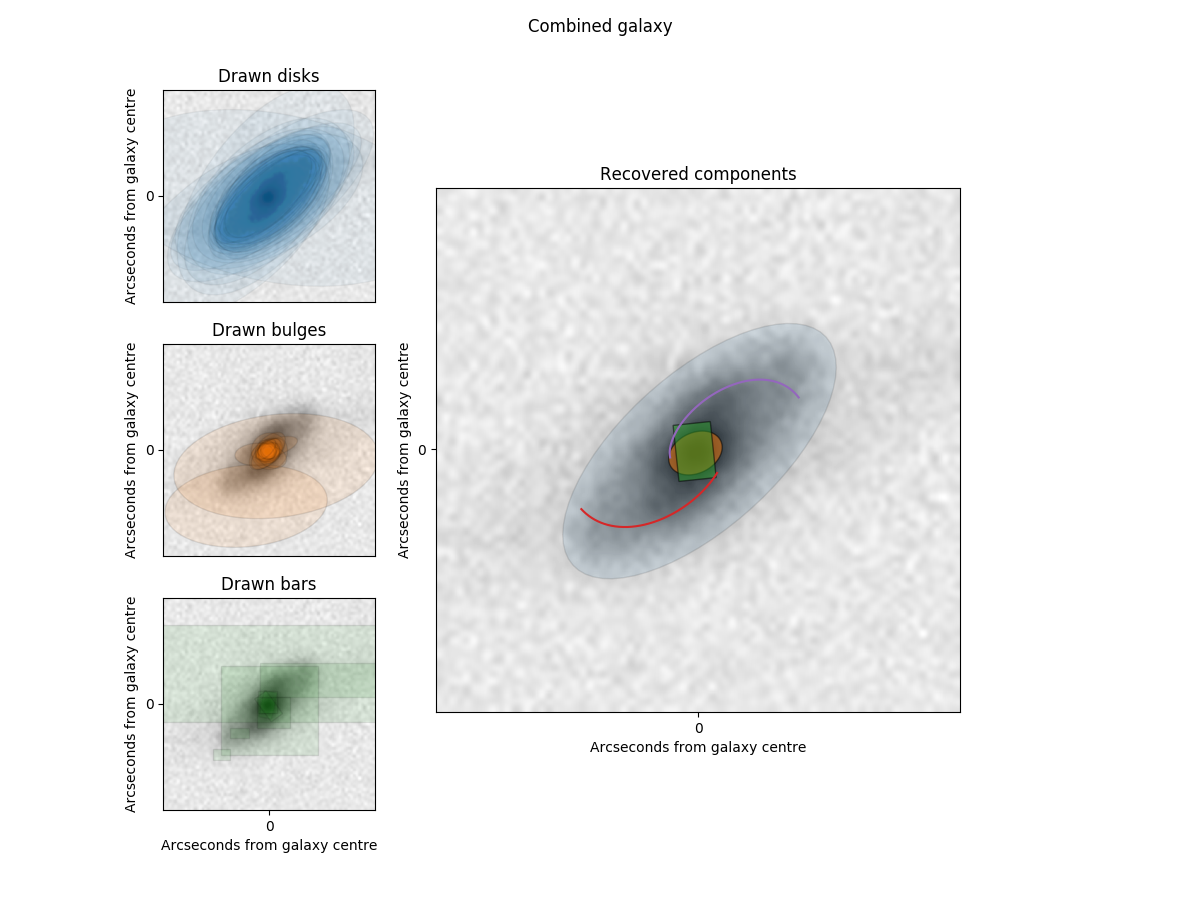 Combined galaxy
Drawn disks
Arcseconds from galaxy centre
0
Drawn bulges
Arcseconds from galaxy centre
0
Drawn bars
Arcseconds from galaxy centre
0
0
Arcseconds from galaxy centre
Recovered components
Arcseconds from galaxy centre
0
0
Arcseconds from galaxy centre